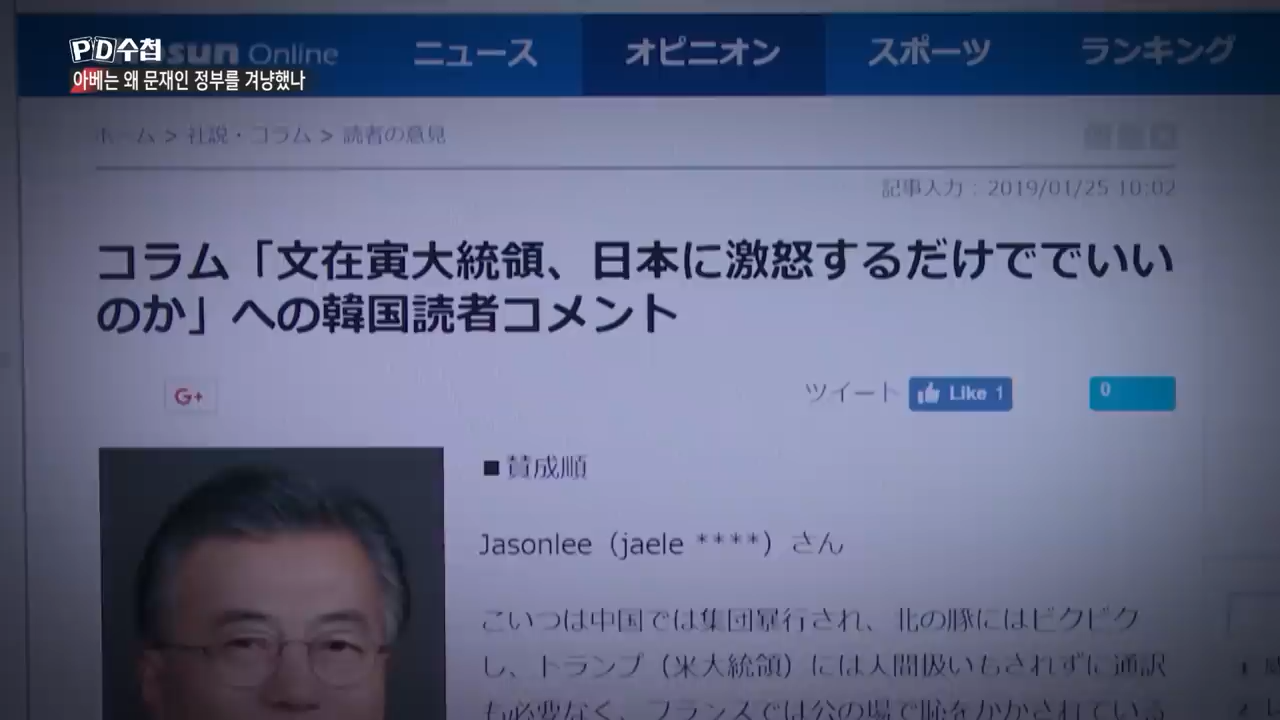 PD수첩
sun Online
ニュース
オピニオン
スポーツ
ランキング
아베는 왜 문재인 정부를 겨냥했나
ホーム > 社説・コラム > 読者の意見
記事入力 : 2019/01/25 10:02
コラム「文在寅大統領、日本に激怒するだけででいい
のか」への韓国読者コメント
G+
ツイート
Like 1
0
■賛成順
Jasonlee（jaele ****）さん
こいつは中国では集団暴行され、北の豚にはビクビク
し、トランプ（米大統領）には人間扱いもされずに通訳
も必要なく、フランスでは公の場で恥をかかされている